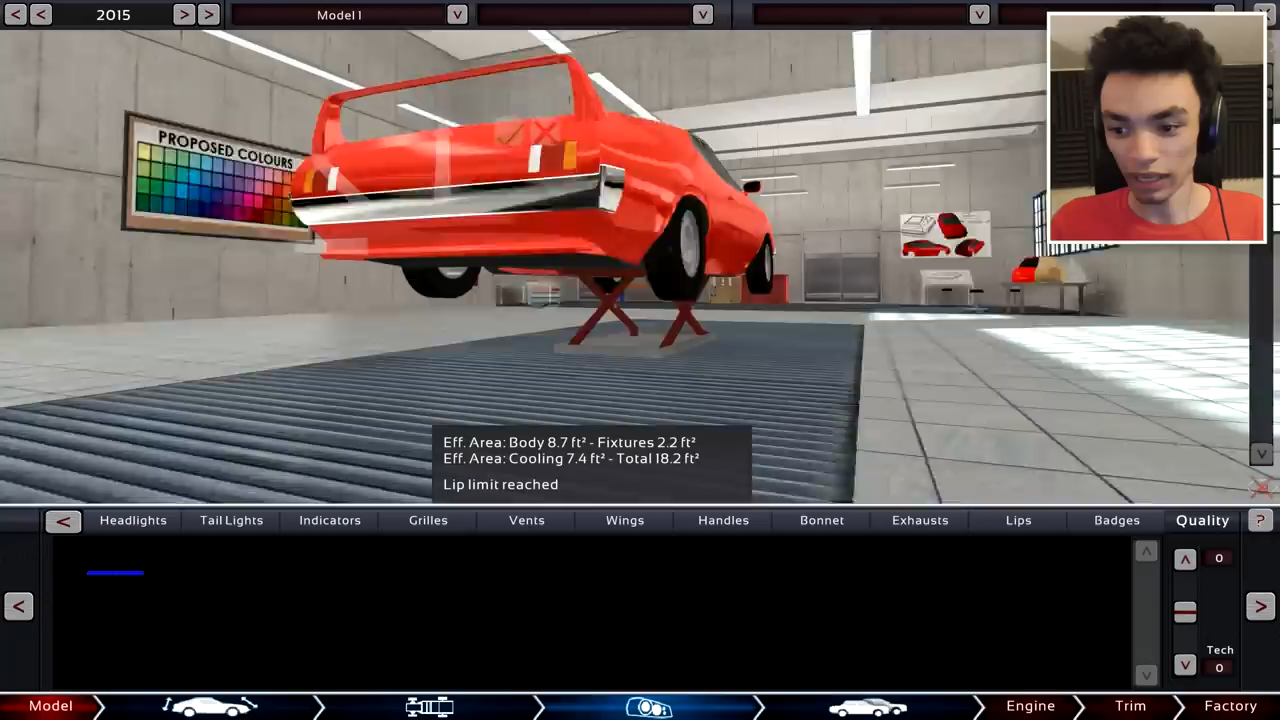 2015
Model 1
PROPOSED COLOURS
Eff. Area: Body 8.7 ft² - Fixtures 2.2 ft²
Eff. Area: Cooling 7.4 ft² - Total 18.2 ft²
Lip limit reached
Headlights Tail Lights Indicators Grilles Vents Wings Handles Bonnet Exhausts Lips Badges Quality ?
0
Tech
0
Model Engine Trim Factory